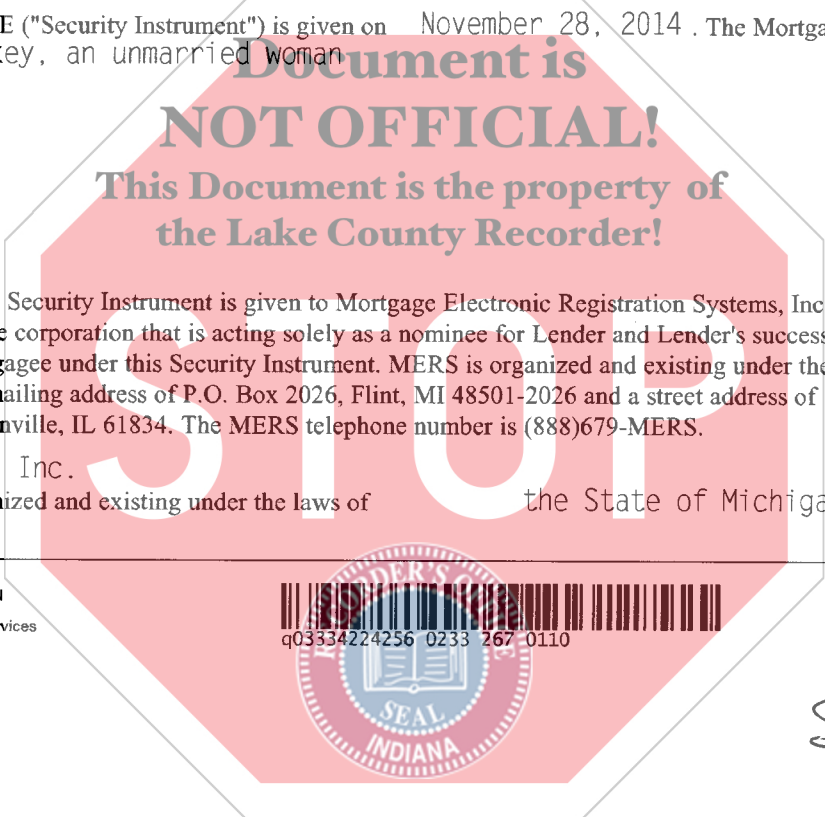 E ("Security Instrument") is given on November 28, 2014 . The Mortga
key, an unmarried woman
Document is
NOT OFFICIAL!
This Document is the property of
the Lake County Recorder!
Security Instrument is given to Mortgage Electronic Registration Systems, Inc
e corporation that is acting solely as a nominee for Lender and Lender's success
gagee under this Security Instrument. MERS is organized and existing under the
ailing address of P.O. Box 2026, Flint, MI 48501-2026 and a street address of
nville, IL 61834. The MERS telephone number is (888)679-MERS.
STOP
Inc.
nized and existing under the laws of the State of Michiga
vices
q03334224256 0233 267 0110
RECORDER'S OFFICE
SEAL
INDIANA